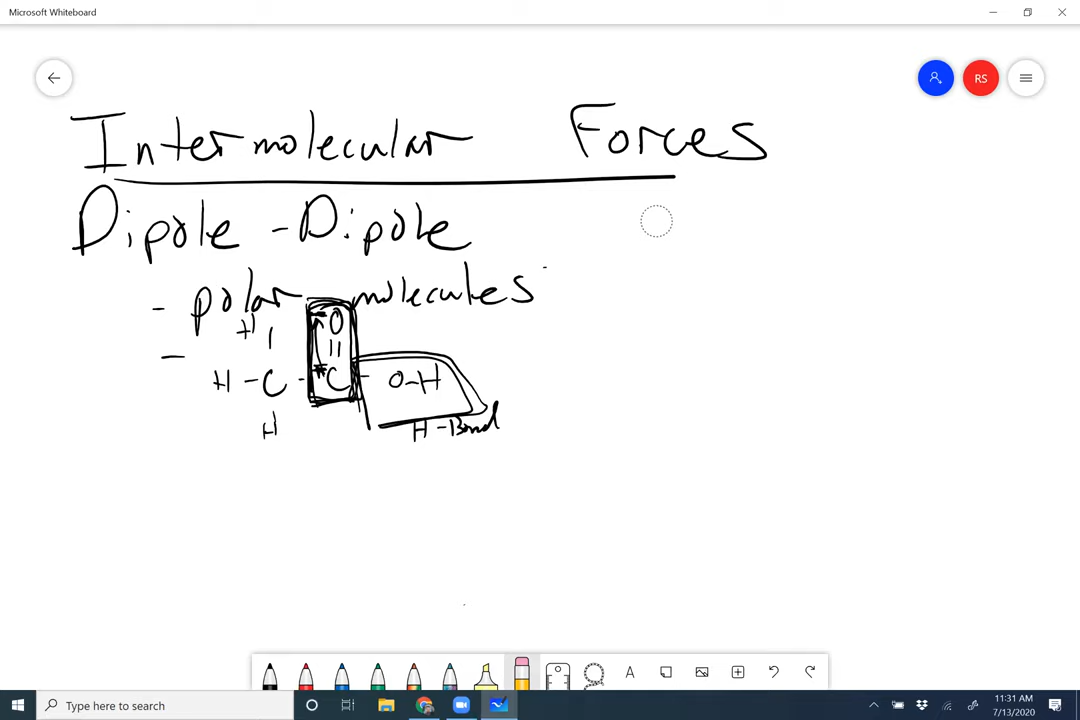 Microsoft Whiteboard
RS
Intermolecular Forces
Dipole - Dipole
- polar molecules
H O
H - C - C - O-H
H H-Bond
A
Type here to search
11:31 AM
7/13/2020